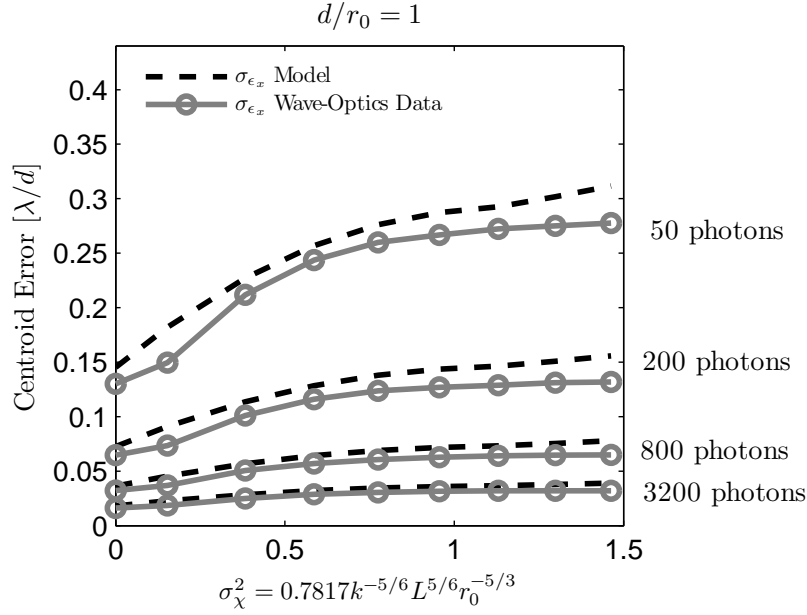 d/r₀ = 1
σ_{ϵ_x} Model
σ_{ϵ_x} Wave-Optics Data
Centroid Error [λ/d]
0.4
0.35
0.3
0.25
0.2
0.15
0.1
0.05
0
50 photons
200 photons
800 photons
3200 photons
0 0.5 1 1.5
σ_χ^2 = 0.7817k^{-5/6}L^{5/6}r_0^{-5/3}